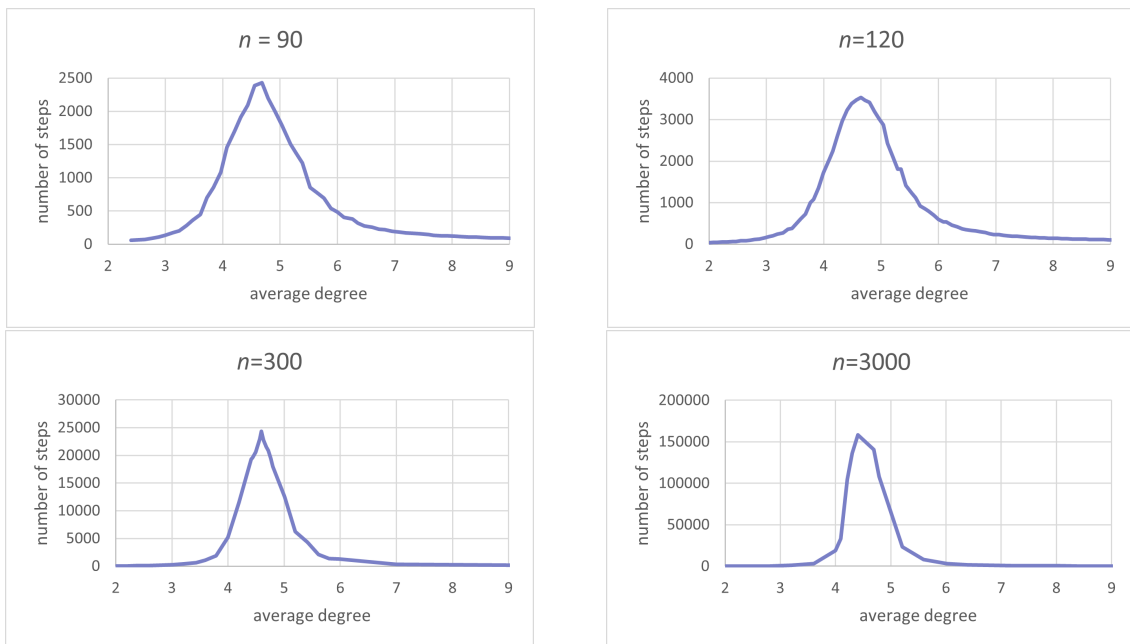 n = 90
number of steps
2500
2000
1500
1000
500
0
2 3 4 5 6 7 8 9
average degree
n=120
number of steps
4000
3000
2000
1000
0
2 3 4 5 6 7 8 9
average degree
n=300
number of steps
30000
25000
20000
15000
10000
5000
0
2 3 4 5 6 7 8 9
average degree
n=3000
number of steps
200000
150000
100000
50000
0
2 3 4 5 6 7 8 9
average degree